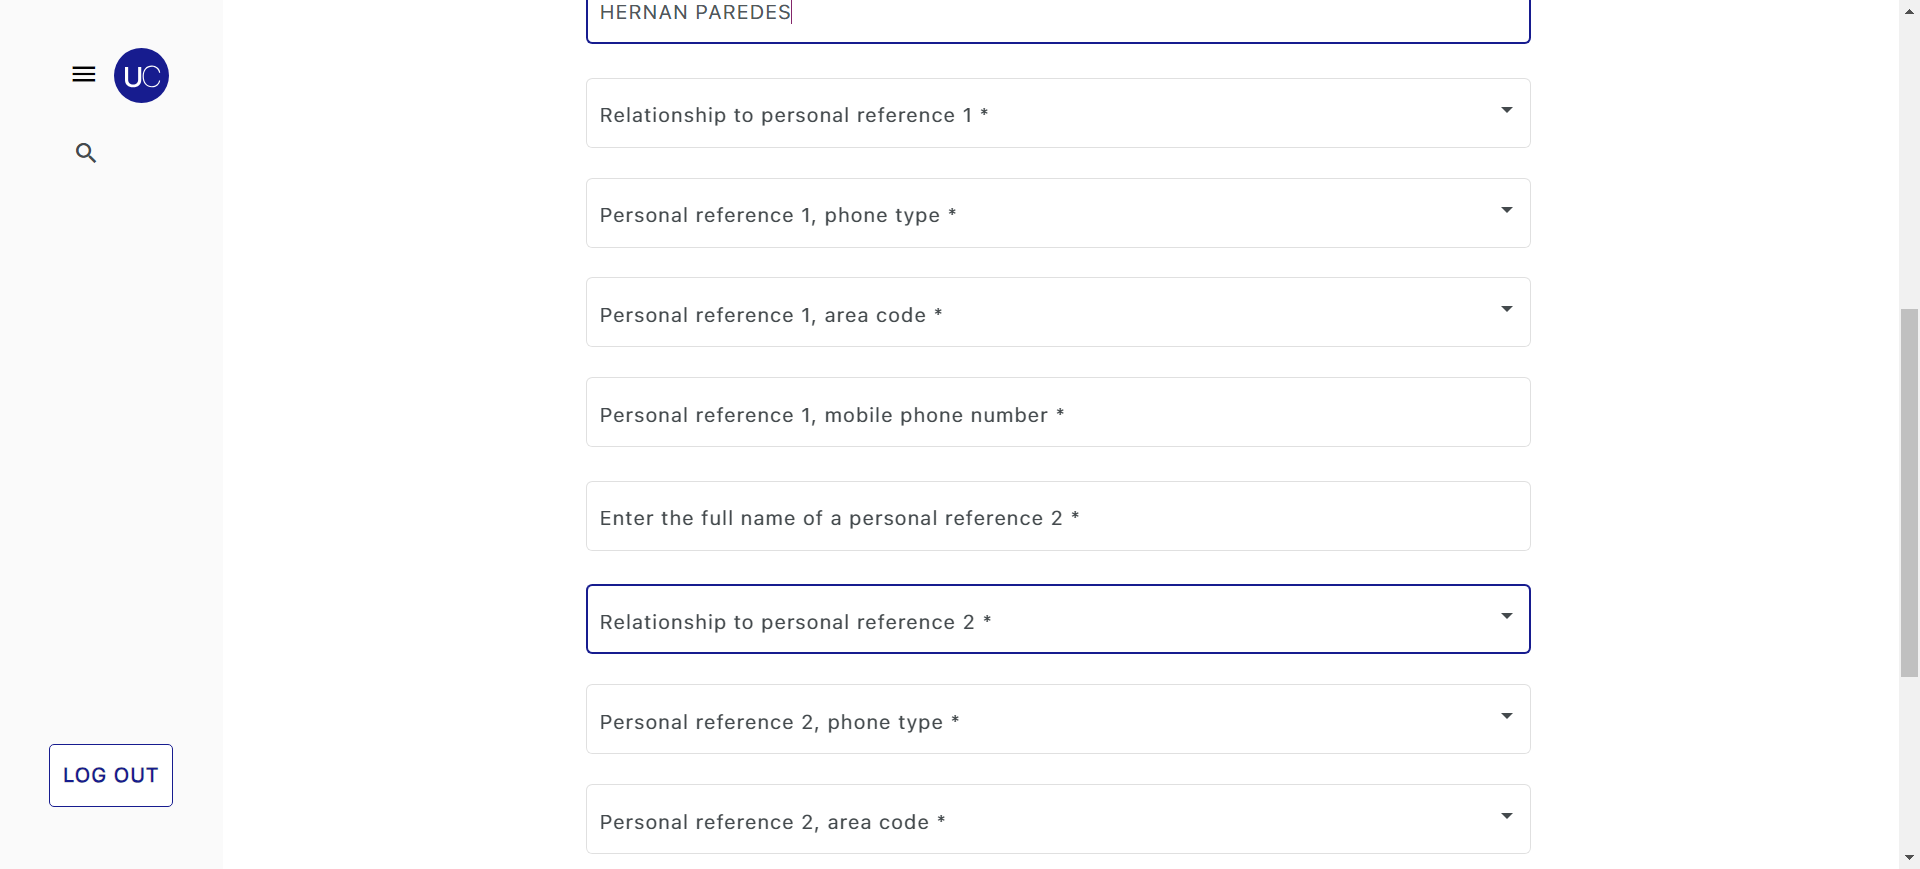 HERNAN PAREDES
UC
Relationship to personal reference 1 *
Personal reference 1, phone type *
Personal reference 1, area code *
Personal reference 1, mobile phone number *
Enter the full name of a personal reference 2 *
Relationship to personal reference 2 *
Personal reference 2, phone type *
LOG OUT
Personal reference 2, area code *